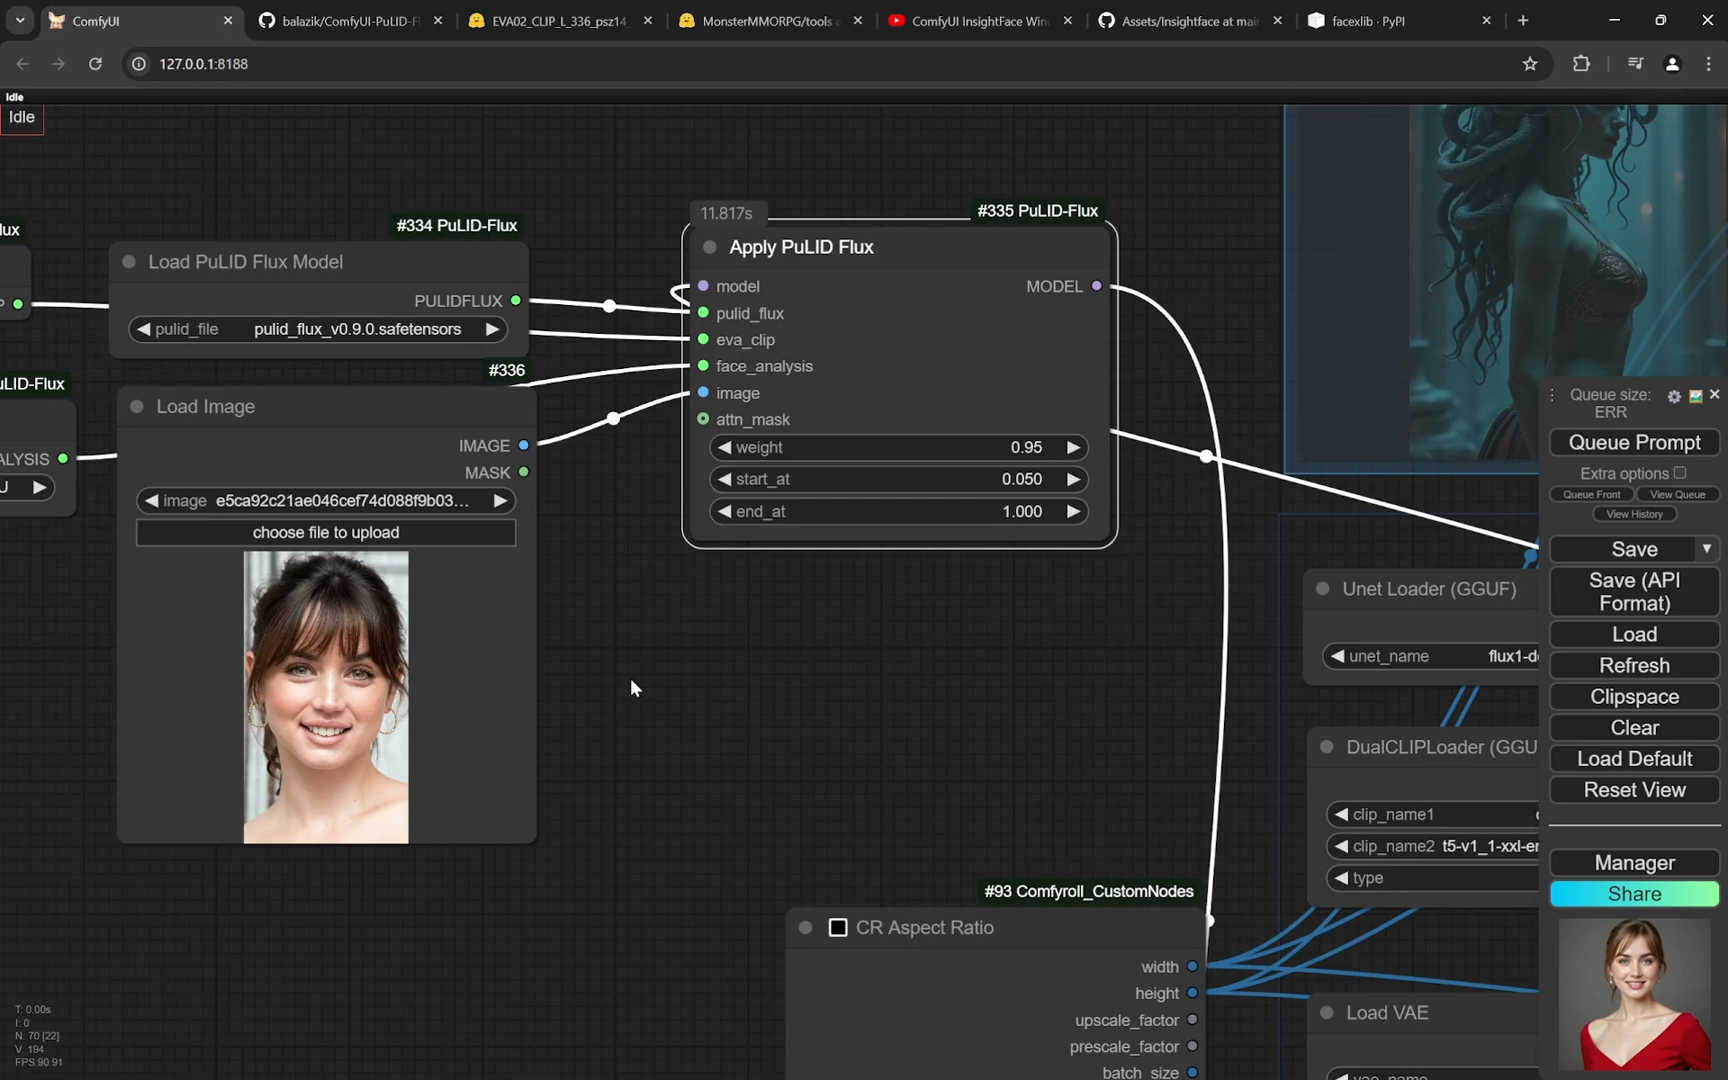 ComfyUI
balazik/ComfyUI-PuLID-F
EVA02_CLIP_L_336_psz14
MonsterMMORPG/tools
ComfyUI InsightFace Win
Assets/Insightface at mai
facexlib · PyPI
127.0.0.1:8188
Idle
Idle
lux
P
uLID-Flux
ALYSIS
U
#334 PuLID-Flux
Load PuLID Flux Model
PULIDFLUX
pulid_file pulid_flux_v0.9.0.safetensors
#336
Load Image
IMAGE
MASK
image e5ca92c21ae046cef74d088f9b03...
choose file to upload
11.817s
#335 PuLID-Flux
Apply PuLID Flux
model MODEL
pulid_flux
eva_clip
face_analysis
image
attn_mask
weight 0.95
start_at 0.050
end_at 1.000
#93 Comfyroll_CustomNodes
CR Aspect Ratio
width
height
upscale_factor
prescale_factor
batch_size
Unet Loader (GGUF)
unet_name flux1-d
DualCLIPLoader (GGU
clip_name1
clip_name2 t5-v1_1-xxl-e
type
Load VAE
vae_name
Queue size:
ERR
Queue Prompt
Extra options
Queue Front
View Queue
View History
Save
Save (API
Format)
Load
Refresh
Clipspace
Clear
Load Default
Reset View
Manager
Share
T: 0.00s
I: 0
N: 70 [22]
V: 194
FPS:90.91